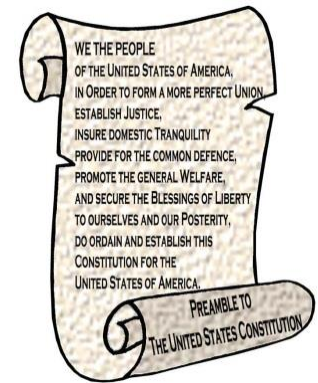 WE THE PEOPLE
OF THE UNITED STATES OF AMERICA,
IN ORDER TO FORM A MORE PERFECT UNION,
ESTABLISH JUSTICE,
INSURE DOMESTIC TRANQUILITY
PROVIDE FOR THE COMMON DEFENCE,
PROMOTE THE GENERAL WELFARE,
AND SECURE THE BLESSINGS OF LIBERTY
TO OURSELVES AND OUR POSTERITY,
DO ORDAIN AND ESTABLISH THIS
CONSTITUTION FOR THE
UNITED STATES OF AMERICA.
PREAMBLE TO
THE UNITED STATES CONSTITUTION